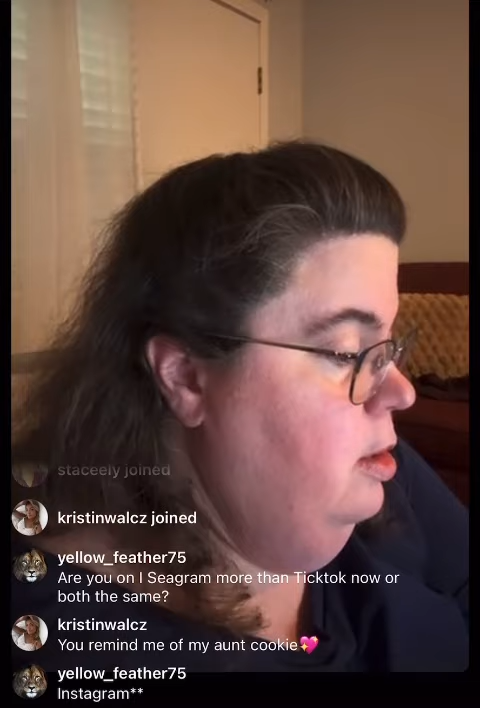 staceely joined
kristinwalcz joined
yellow_feather75
Are you on I Seagram more than Ticktok now or
both the same?
kristinwalcz
You remind me of my aunt cookie💖
yellow_feather75
Instagram**